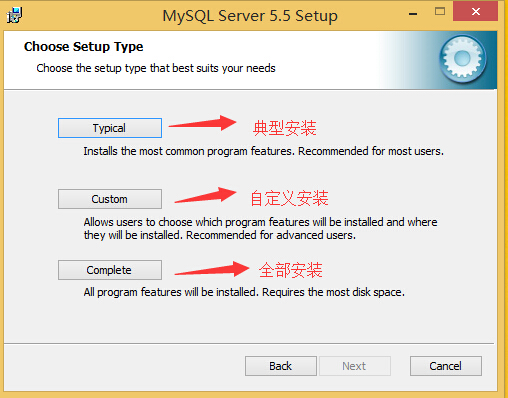 MySQL Server 5.5 Setup
Choose Setup Type
Choose the setup type that best suits your needs
Typical
典型安装
Installs the most common program features. Recommended for most users.
Custom
自定义安装
Allows users to choose which program features will be installed and where
they will be installed. Recommended for advanced users.
Complete
全部安装
All program features will be installed. Requires the most disk space.
Back
Next
Cancel